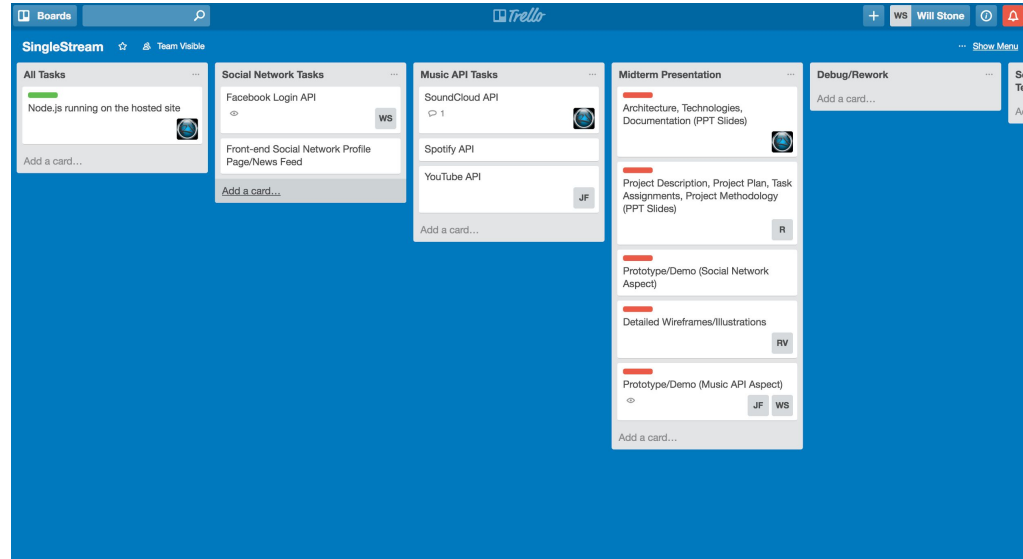 Boards
Trello
WS Will Stone
SingleStream
Team Visible
... Show Menu
All Tasks
Node.js running on the hosted site
Add a card...
Social Network Tasks
Facebook Login API
WS
Front-end Social Network Profile
Page/News Feed
Add a card...
Music API Tasks
SoundCloud API
1
Spotify API
YouTube API
JF
Add a card...
Midterm Presentation
Architecture, Technologies,
Documentation (PPT Slides)
Project Description, Project Plan, Task
Assignments, Project Methodology
(PPT Slides)
R
Prototype/Demo (Social Network
Aspect)
Detailed Wireframes/Illustrations
RV
Prototype/Demo (Music API Aspect)
JF WS
Add a card...
Debug/Rework
Add a card...